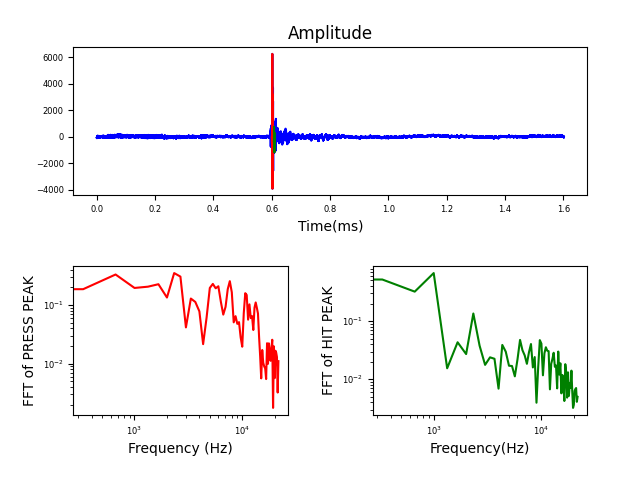 Amplitude
6000
4000
2000
0
−2000
−4000
0.0 0.2 0.4 0.6 0.8 1.0 1.2 1.4 1.6
Time(ms)
FFT of PRESS PEAK
10⁻¹
10⁻²
10³ 10⁴
Frequency (Hz)
FFT of HIT PEAK
10⁻¹
10⁻²
10³ 10⁴
Frequency(Hz)